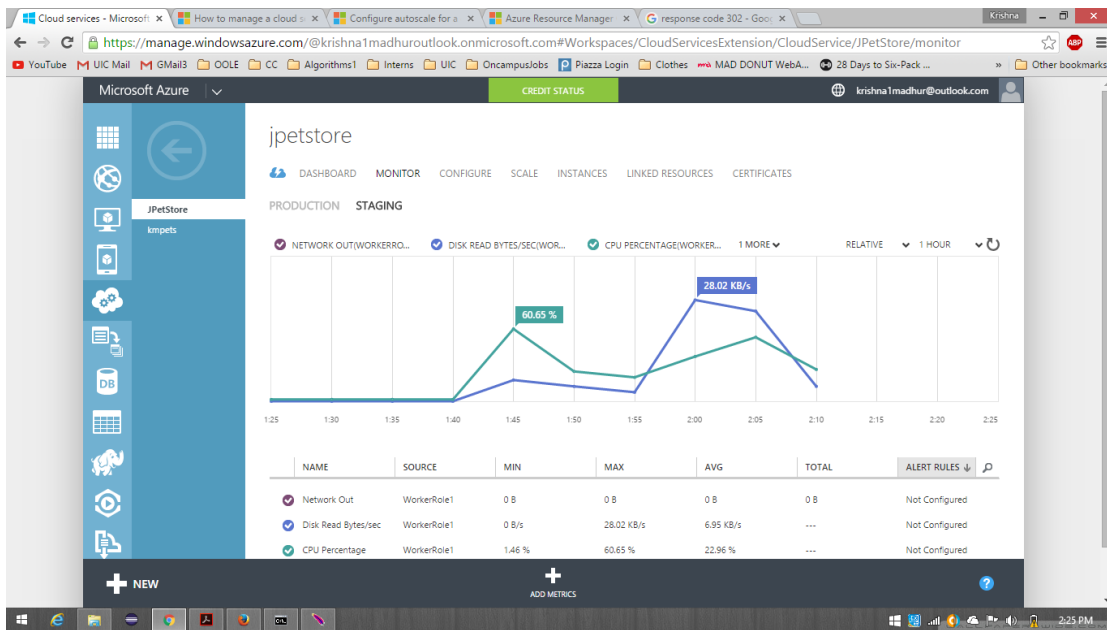 Cloud services - Microsoft
How to manage a cloud s
Configure autoscale for a
Azure Resource Manager
response code 302 - Goo
Krishna
https://manage.windowsazure.com/@krishna1madhuroutlook.onmicrosoft.com#Workspaces/CloudServicesExtension/CloudService/JPetStore/monitor
ABP
YouTube UIC Mail GMail3 OOLE CC Algorithms1 Interns UIC OncampusJobs Piazza Login Clothes MAD DONUT WebA... 28 Days to Six-Pack ... » Other bookmarks
Microsoft Azure
CREDIT STATUS
krishna1madhur@outlook.com
jpetstore
DASHBOARD MONITOR CONFIGURE SCALE INSTANCES LINKED RESOURCES CERTIFICATES
JPetStore
kmpets
DB
PRODUCTION STAGING
NETWORK OUT(WORKERRO... DISK READ BYTES/SEC(WOR... CPU PERCENTAGE(WORKER... 1 MORE RELATIVE 1 HOUR
28.02 KB/s
60.65 %
1:25 1:30 1:35 1:40 1:45 1:50 1:55 2:00 2:05 2:10 2:15 2:20 2:25
NAME SOURCE MIN MAX AVG TOTAL ALERT RULES
Network Out WorkerRole1 0 B 0 B 0 B 0 B Not Configured
Disk Read Bytes/sec WorkerRole1 0 B/s 28.02 KB/s 6.95 KB/s --- Not Configured
CPU Percentage WorkerRole1 1.46 % 60.65 % 22.96 % --- Not Configured
NEW
ADD METRICS
?
2:25 PM